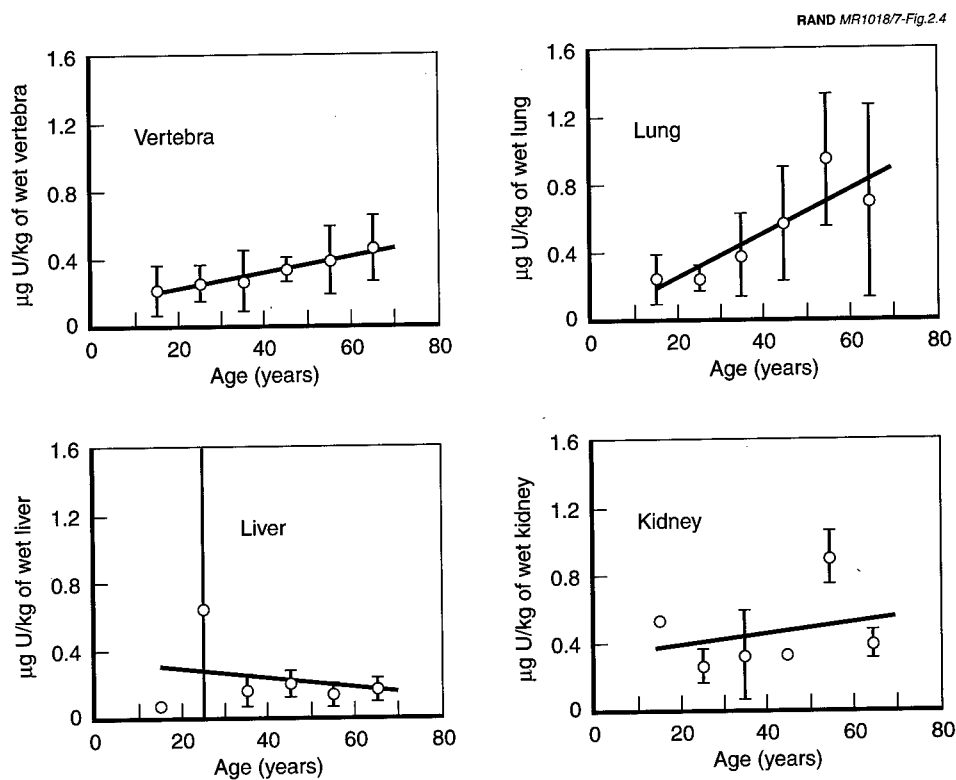 RAND MR1018/7-Fig.2.4
1.6
1.2
0.8
0.4
0
µg U/kg of wet vertebra
Vertebra
0 20 40 60 80
Age (years)
1.6
1.2
0.8
0.4
0
µg U/kg of wet lung
Lung
0 20 40 60 80
Age (years)
1.6
1.2
0.8
0.4
0
µg U/kg of wet liver
Liver
0 20 40 60 80
Age (years)
1.6
1.2
0.8
0.4
0
µg U/kg of wet kidney
Kidney
0 20 40 60 80
Age (years)